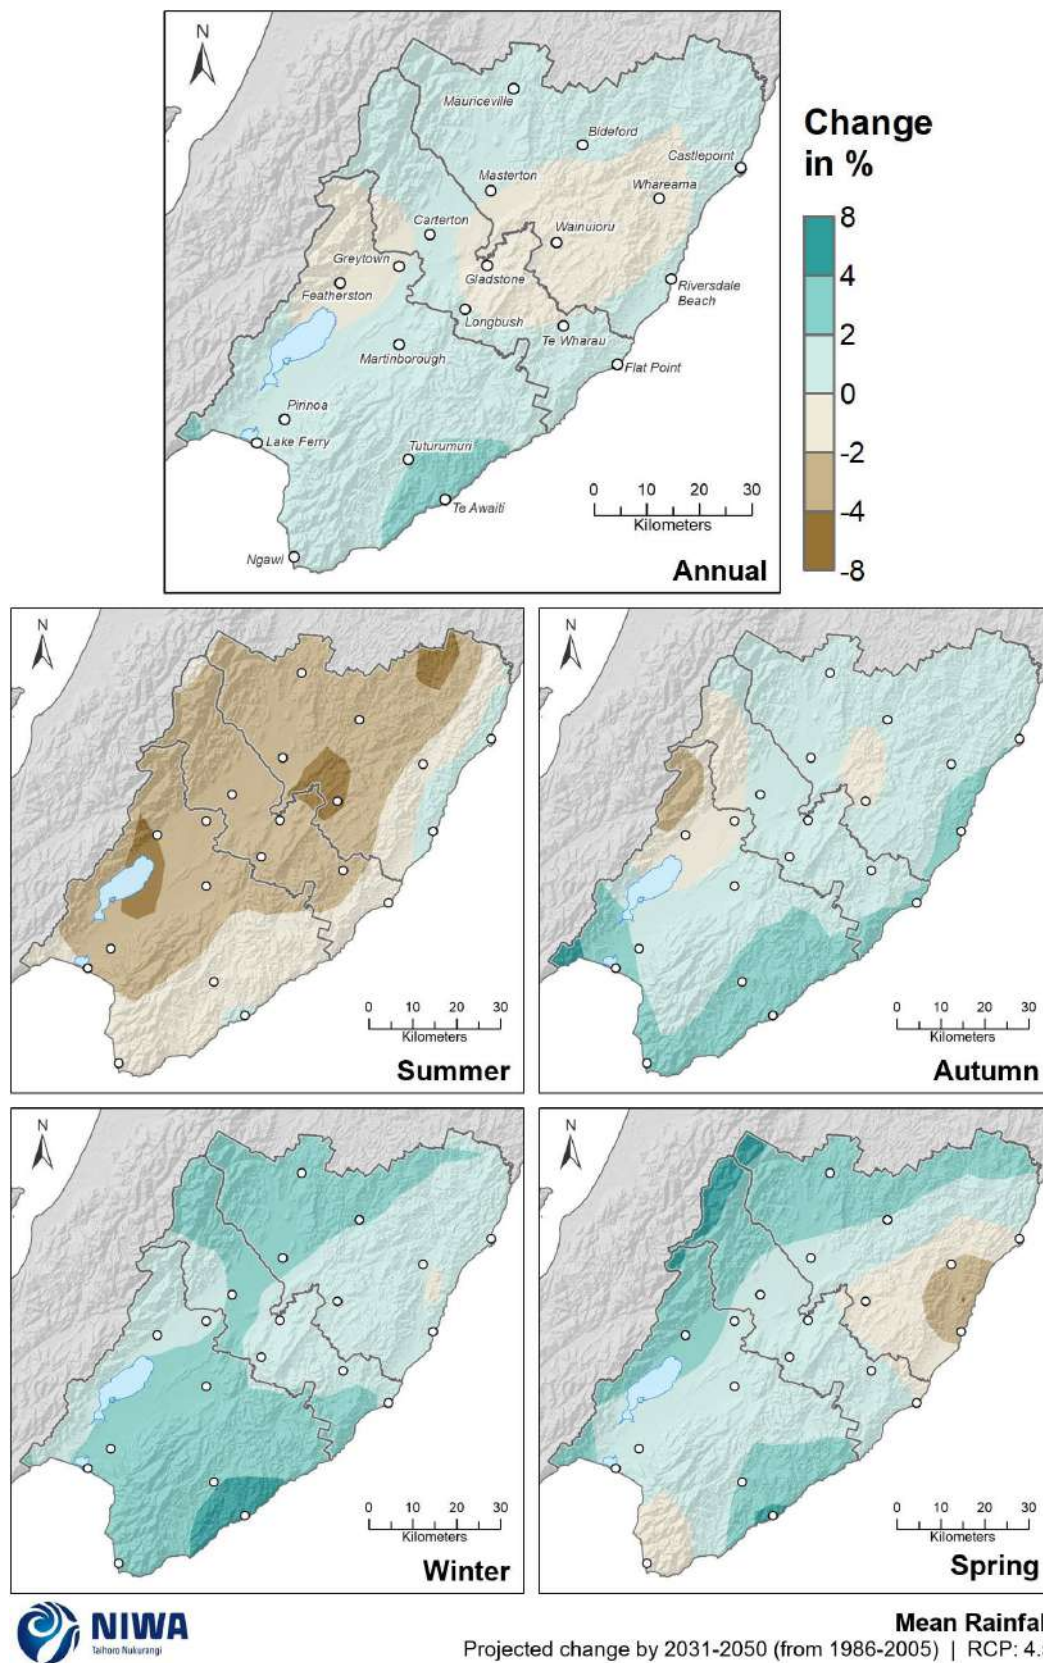 N
Mauriceville
Bideford
Castlepoint
Masterton
Whareama
Carterton
Wainuioru
Greytown
Gladstone
Featherston
Riversdale
Beach
Longbush
Te Wharau
Martinborough
Flat Point
Pirinoa
Lake Ferry
Tuturumuri
Te Awaiti
Ngawi
0 10 20 30
Kilometers
Annual
Change
in %
8
4
2
0
-2
-4
-8
N
0 10 20 30
Kilometers
Summer
N
0 10 20 30
Kilometers
Autumn
N
0 10 20 30
Kilometers
Winter
N
0 10 20 30
Kilometers
Spring
NIWA
Taihoro Nukurangi
Mean Rainfal
Projected change by 2031-2050 (from 1986-2005) | RCP: 4.